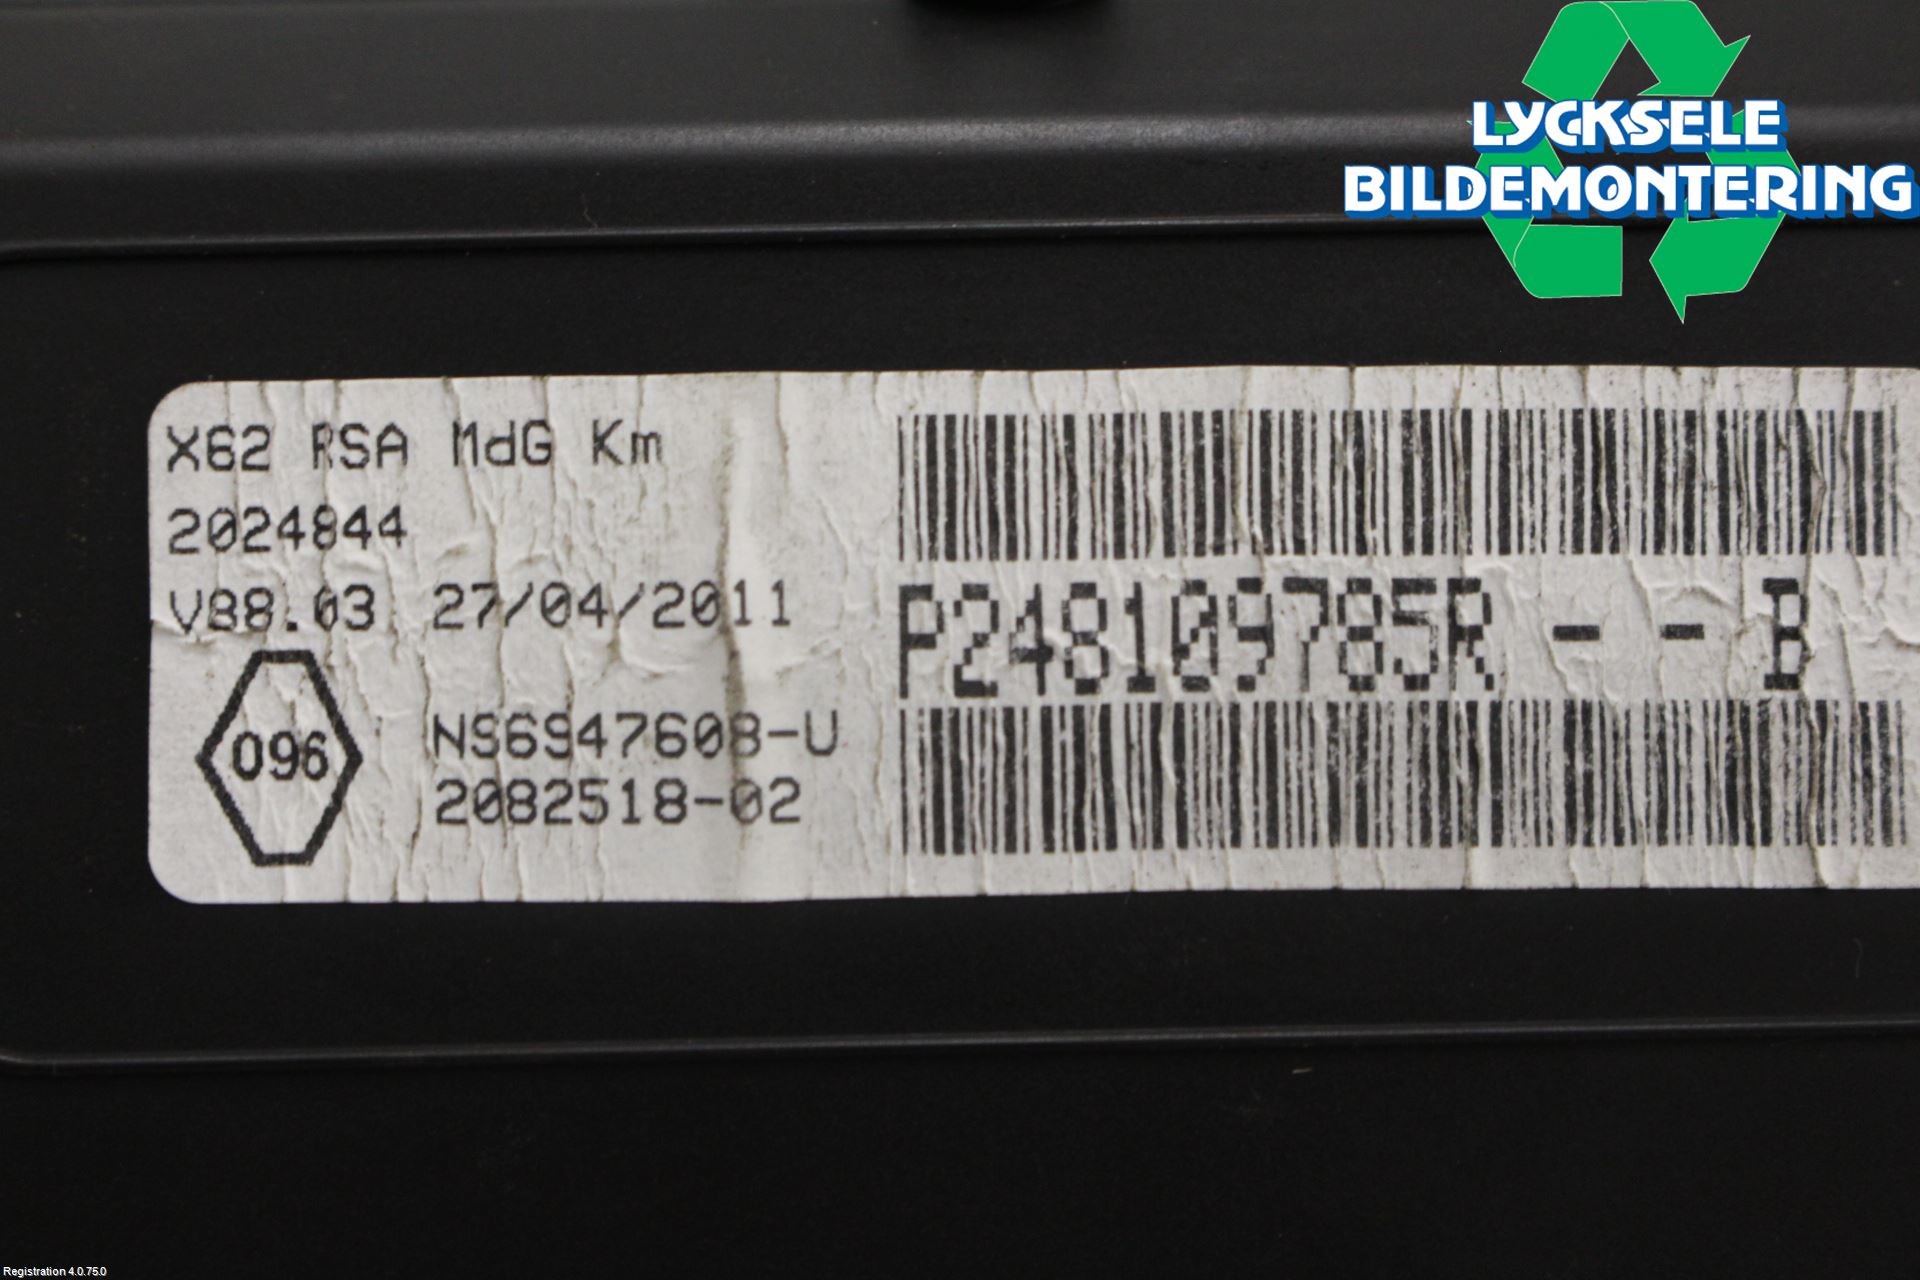 LYCKSELE
BILDEMONTERING
X62 RSA MdG Km
2024844
V88.03 27/04/2011
096
NS6S47608-U
2082518-02
P248109785R - - B
Registration 4.0.75.0